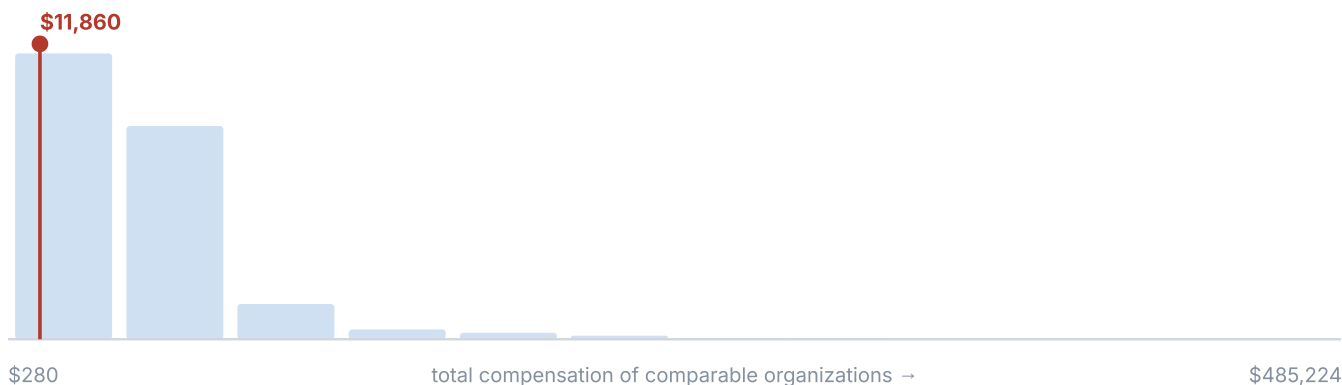 $11,860
$280 total compensation of comparable organizations → $485,224